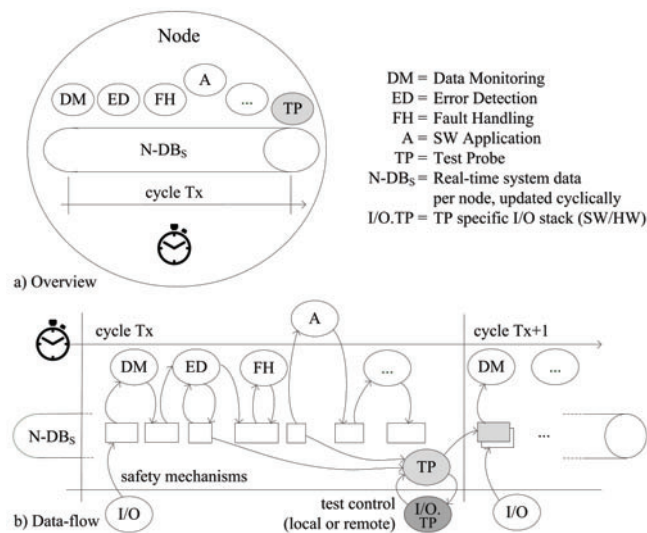 Node
A
DM ED FH ... TP
N-DBS
cycle Tx
a) Overview
DM = Data Monitoring
ED = Error Detection
FH = Fault Handling
A = SW Application
TP = Test Probe
N-DBS = Real-time system data
per node, updated cyclically
I/O.TP = TP specific I/O stack (SW/HW)
cycle Tx
A
cycle Tx+1
DM ED FH ... DM ...
N-DBS ...
TP
safety mechanisms
test control
(local or remote)
I/O
I/O.
TP
I/O
b) Data-flow